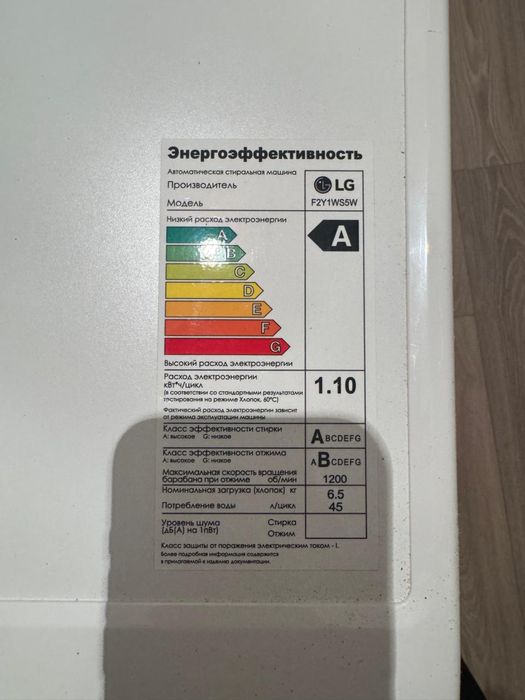 Энергоэффективность
Автоматическая стиральная машина
Производитель LG
Модель F2Y1WS5W
Низкий расход электроэнергии
A A
B
C
D
E
F
G
Высокий расход электроэнергии
Расход электроэнергии
кВт*ч/цикл 1.10
(в соответствии со стандартными результатами
отстирывания на режиме Хлопок, 60°С)
Фактический расход электроэнергии зависит
от режима эксплуатации машины
Класс эффективности стирки ABCDEFG
A: высокое G: низкое
Класс эффективности отжима ABCDEFG
A: высокое G: низкое
Максимальная скорость вращения
барабана при отжиме об/мин 1200
Номинальная загрузка (хлопок) кг 6.5
Потребление воды л/цикл 45
Уровень шума Стирка
(дБ(А) на 1пВт) Отжим
Класс защиты от поражения электрическим током - I.
Более подробная информация содержится
в прилагаемой к изделию документации.